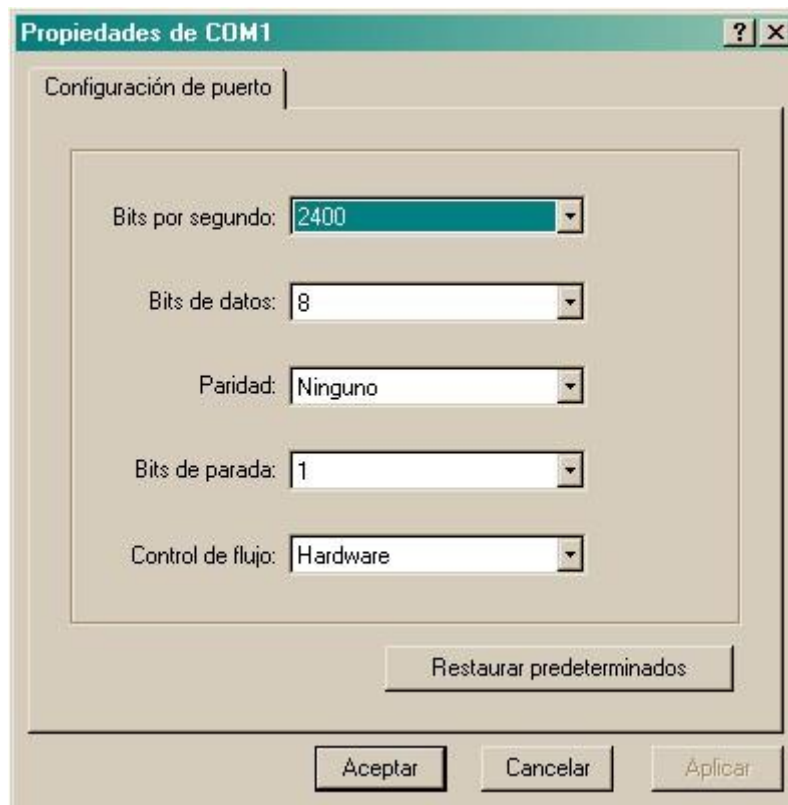 Propiedades de COM1
Configuración de puerto
Bits por segundo: 2400
Bits de datos: 8
Paridad: Ninguno
Bits de parada: 1
Control de flujo: Hardware
Restaurar predeterminados
Aceptar Cancelar Aplicar